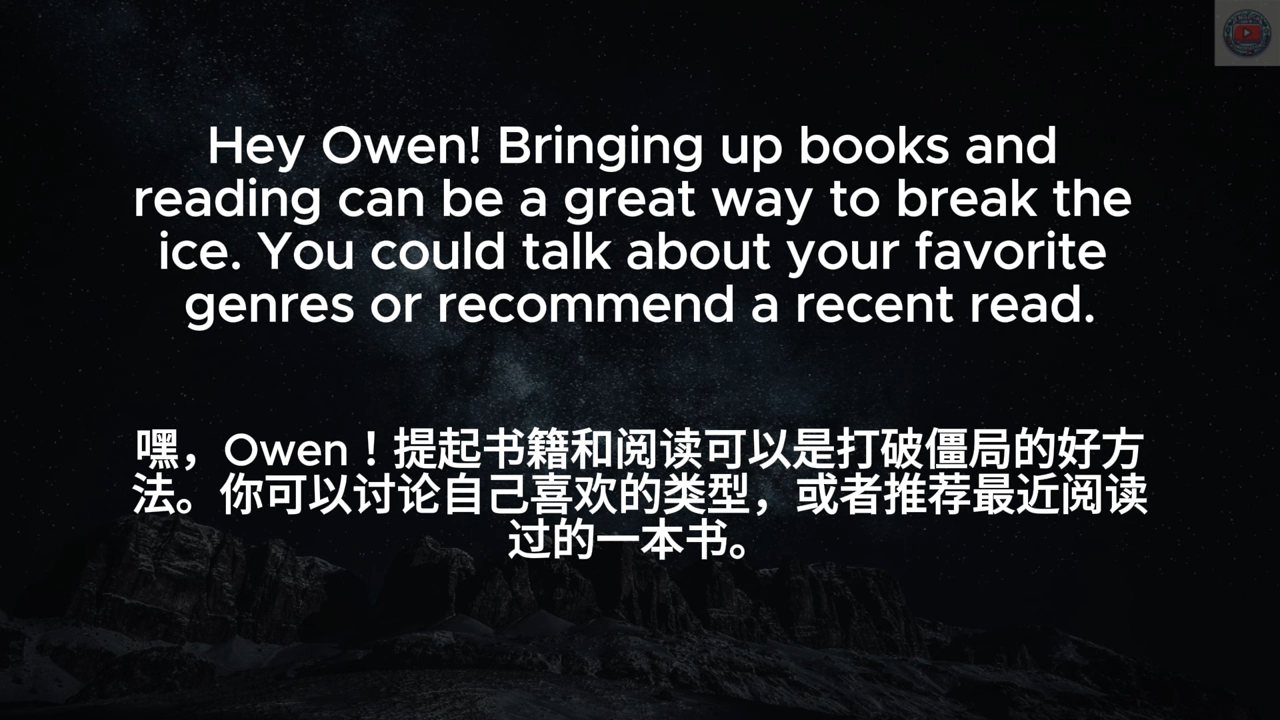 Hey Owen! Bringing up books and
reading can be a great way to break the
ice. You could talk about your favorite
genres or recommend a recent read.
嘿，Owen！提起书籍和阅读可以是打破僵局的好方
法。你可以讨论自己喜欢的类型，或者推荐最近阅读
过的一本书。